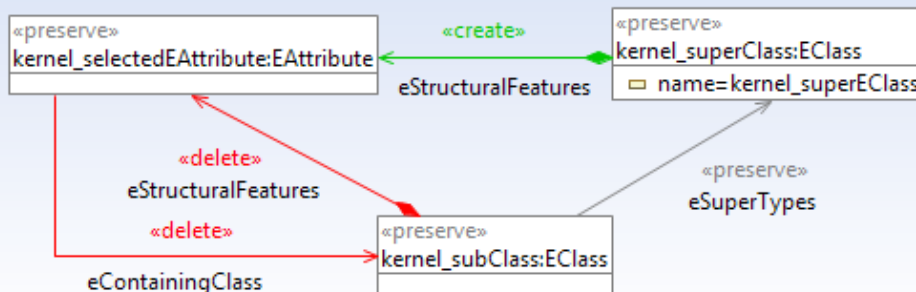 «preserve»
kernel_selectedEAttribute:EAttribute
«create»
eStructuralFeatures
«preserve»
kernel_superClass:EClass
name=kernel_superEClass
«delete»
eStructuralFeatures
«preserve»
eSuperTypes
«delete»
eContainingClass
«preserve»
kernel_subClass:EClass